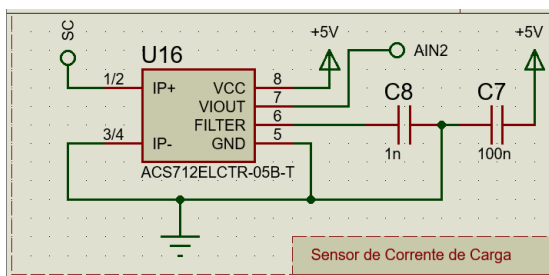 SC
+5V
+5V
U16
AIN2
1/2
IP+
VCC
8
VIOUT
7
C8
C7
FILTER
6
3/4
IP-
GND
5
1n
100n
ACS712ELCTR-05B-T
Sensor de Corrente de Carga